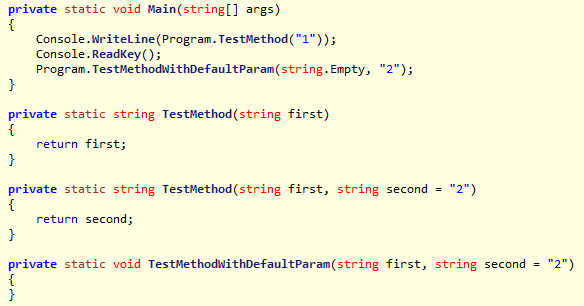 private static void Main(string[] args)
{
    Console.WriteLine(Program.TestMethod("1"));
    Console.ReadKey();
    Program.TestMethodWithDefaultParam(string.Empty, "2");
}

private static string TestMethod(string first)
{
    return first;
}

private static string TestMethod(string first, string second = "2")
{
    return second;
}

private static void TestMethodWithDefaultParam(string first, string second = "2")
{
}